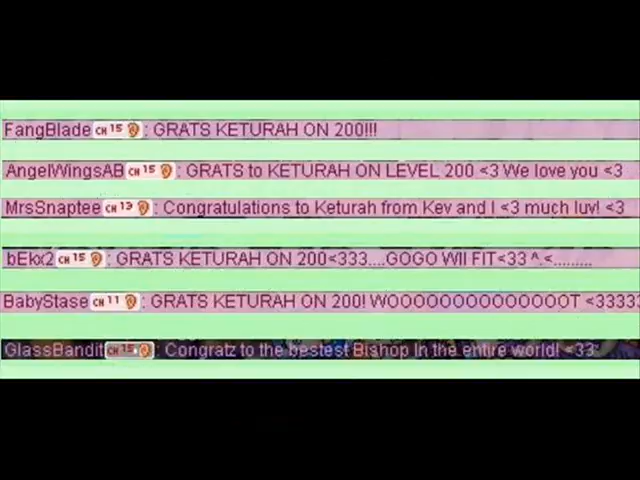 FangBlade CH 15 : GRATS KETURAH ON 200!!!
AngelWingsAB CH 15 : GRATS to KETURAH ON LEVEL 200 <3 We love you <3
MrsSnaptee CH 13 : Congratulations to Keturah from Kev and I <3 much luv! <3
bEkx2 CH 15 : GRATS KETURAH ON 200<333....GOGO WII FIT<33 ^.<.........
BabyStase CH 11 : GRATS KETURAH ON 200! WOOOOOOOOOOOOOOT <33333
GlassBandit CH 15 : Congratz to the bestest Bishop in the entire world! <33